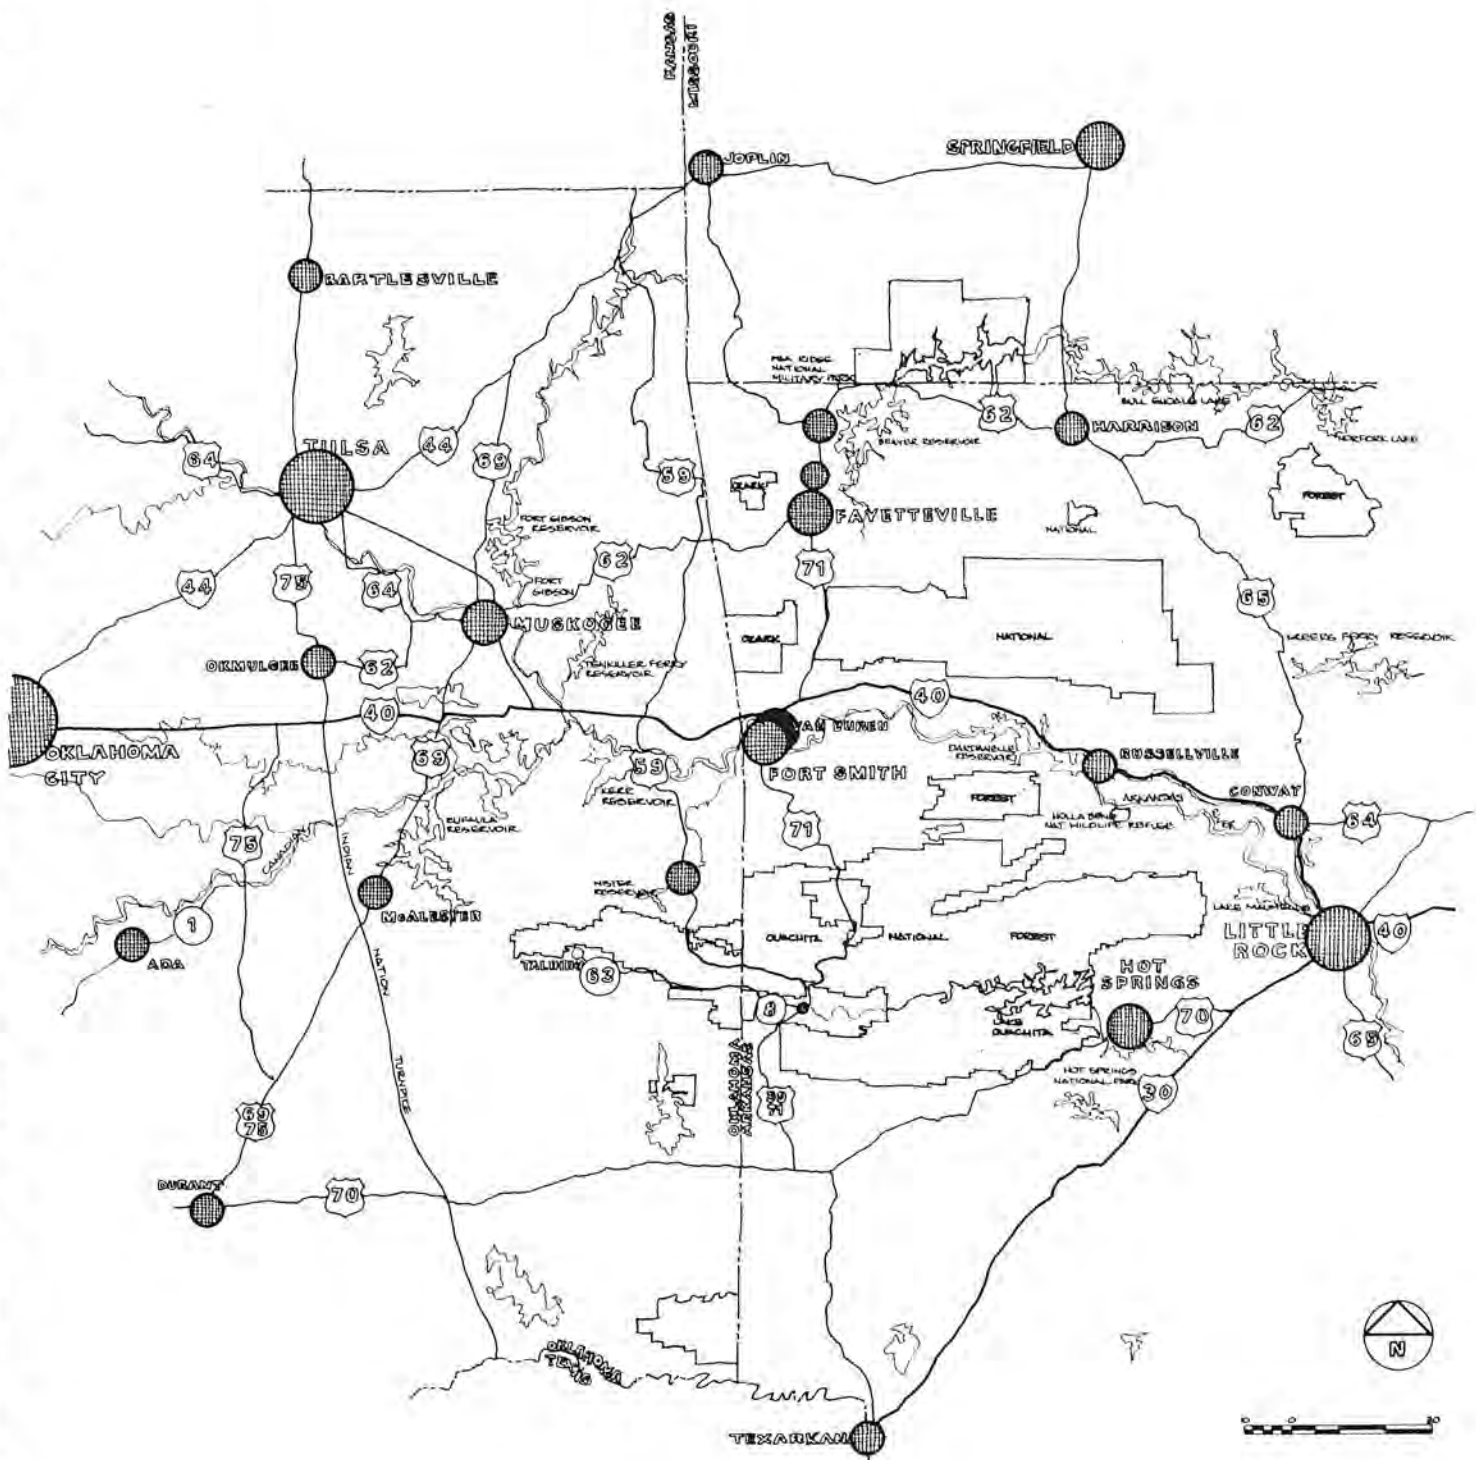 KANSAS
MISSOURI
JOPLIN
SPRINGFIELD
BARTLESVILLE
PEA RIDGE
NATIONAL
MILITARY PARK
BULL SHOALS LAKE
NORFORK LAKE
TULSA
44
64
69
59
62
62
HARRISON
BEAVER RESERVOIR
OZARK
FOREST
FAYETTEVILLE
NATIONAL
FORT GIBSON
RESERVOIR
44
75
64
FORT
GIBSON
62
71
65
MUSKOGEE
OZARK
NATIONAL
OKMULGEE
62
TENKILLER FERRY
RESERVOIR
40
40
VAN BUREN
OKLAHOMA
CITY
69
59
FORT SMITH
DARDANELLE
RESERVOIR
RUSSELLVILLE
KERR
RESERVOIR
FOREST
ARKANSAS
CONWAY
EUFAULA
RESERVOIR
71
HOLLA BEND
NAT WILDLIFE REFUGE
64
75
CANADIAN
INDIAN
NATION
TURNPIKE
1
McALESTER
WISTER
RESERVOIR
LAKE MAUMELLE
LITTLE
ROCK
40
ADA
OUACHITA
NATIONAL
FOREST
TALIHINA
63
8
HOT
SPRINGS
LAKE
OUACHITA
70
65
OKLAHOMA
ARKANSAS
HOT SPRINGS
NATIONAL PARK
59
71
30
69
75
DURANT
70
OKLAHOMA
TEXAS
N
TEXARKANA